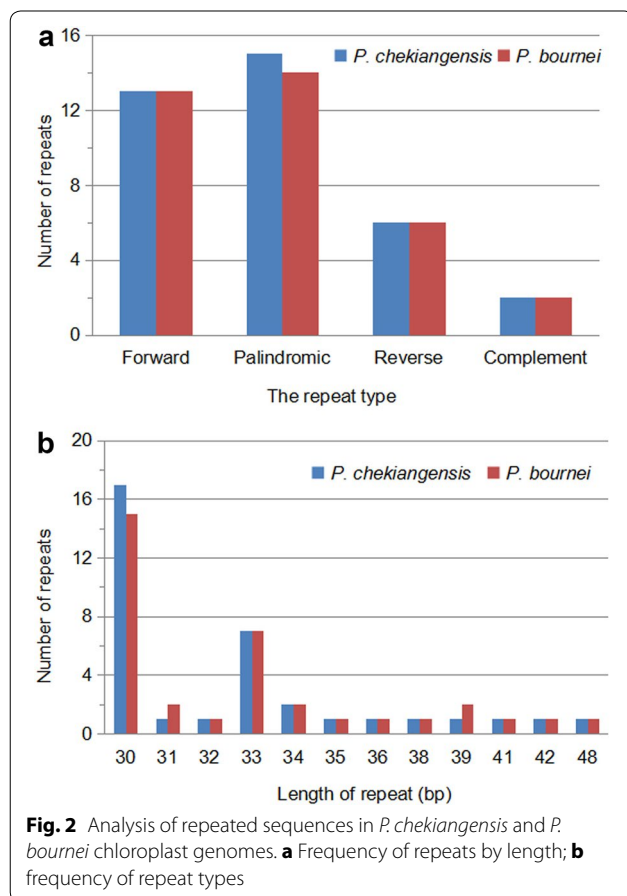 a
16
12
8
4
0
Number of repeats
P. chekiangensis P. bournei
Forward Palindromic Reverse Complement
The repeat type
b
20
16
12
8
4
0
Number of repeats
P. chekiangensis P. bournei
30 31 32 33 34 35 36 38 39 41 42 48
Length of repeat (bp)
Fig. 2 Analysis of repeated sequences in P. chekiangensis and P.
bournei chloroplast genomes. a Frequency of repeats by length; b
frequency of repeat types